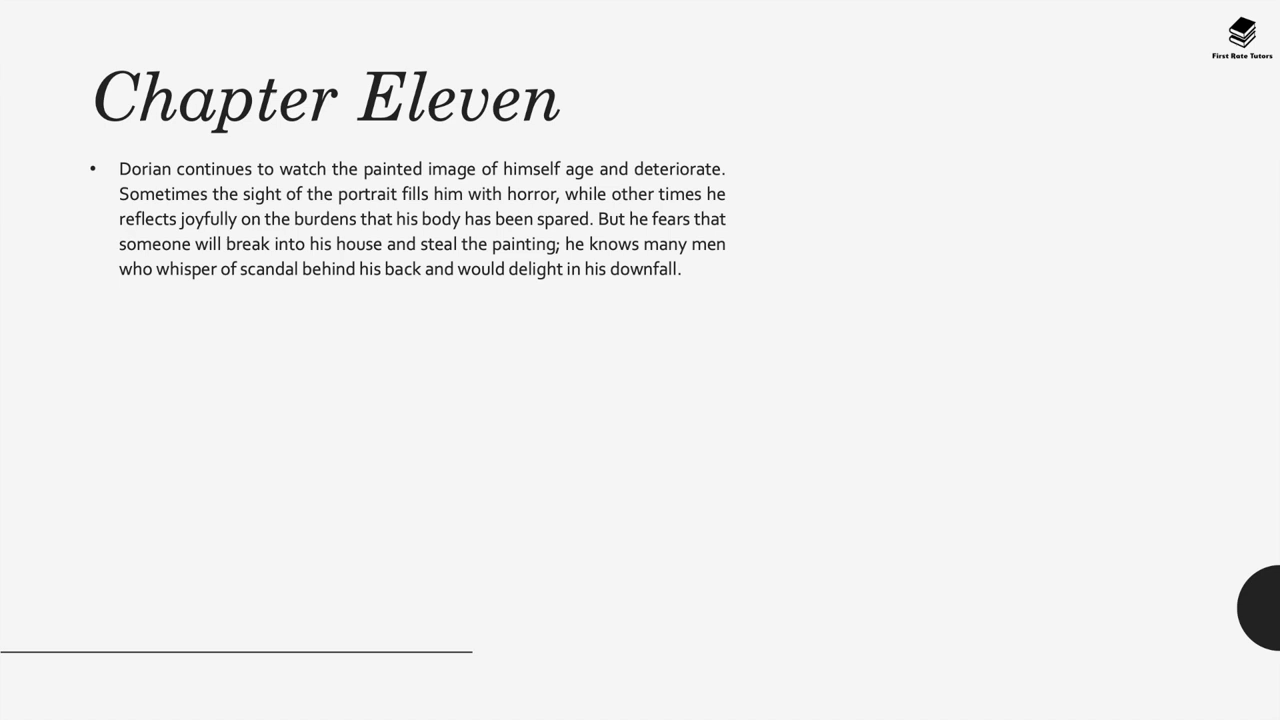 First Rate Tutors
Chapter Eleven
• Dorian continues to watch the painted image of himself age and deteriorate.
Sometimes the sight of the portrait fills him with horror, while other times he
reflects joyfully on the burdens that his body has been spared. But he fears that
someone will break into his house and steal the painting; he knows many men
who whisper of scandal behind his back and would delight in his downfall.